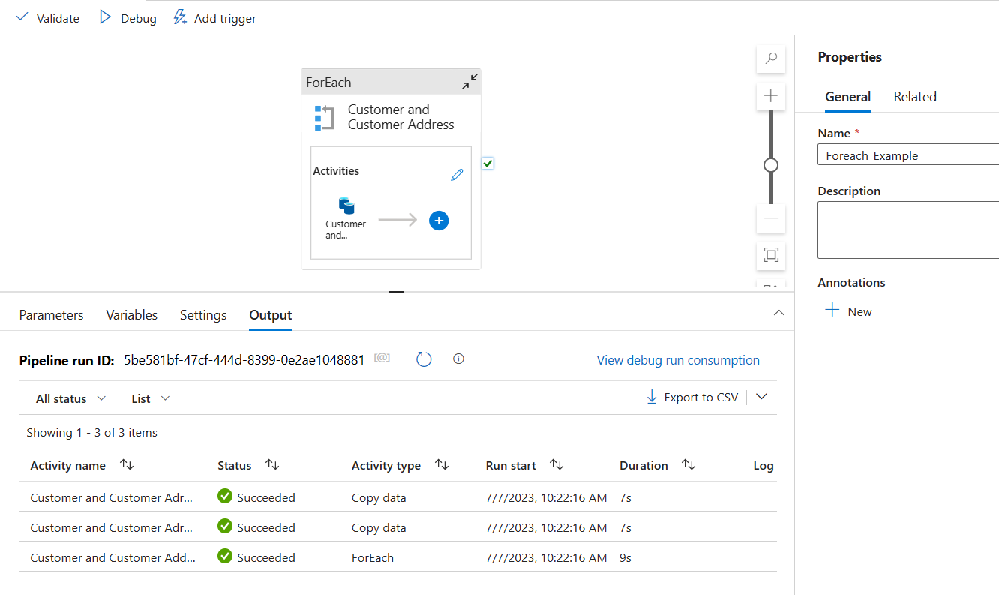 Validate Debug Add trigger
ForEach
Customer and
Customer Address
Activities
Customer
and...
Properties
General Related
Name *
Foreach_Example
Description
Annotations
New
Parameters Variables Settings Output
Pipeline run ID: 5be581bf-47cf-444d-8399-0e2ae1048881 [@] View debug run consumption
All status List Export to CSV
Showing 1 - 3 of 3 items
Activity name Status Activity type Run start Duration Log
Customer and Customer Adr... Succeeded Copy data 7/7/2023, 10:22:16 AM 7s
Customer and Customer Adr... Succeeded Copy data 7/7/2023, 10:22:16 AM 7s
Customer and Customer Add... Succeeded ForEach 7/7/2023, 10:22:16 AM 9s